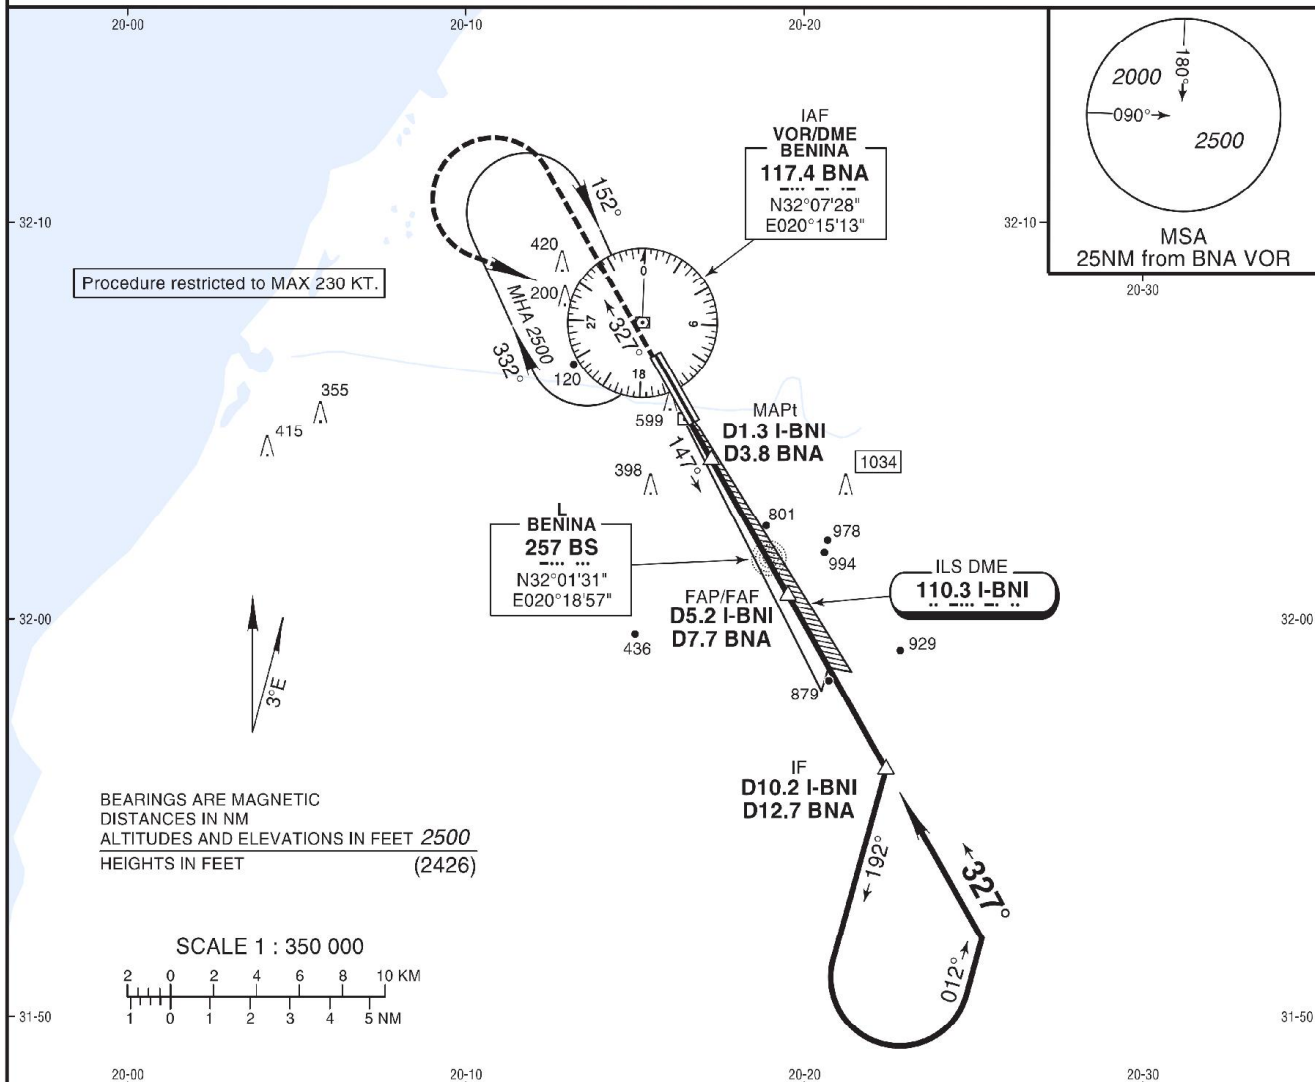 20-00
20-10
20-20
180°
2000
090°
2500
MSA
25NM from BNA VOR
20-30
IAF
VOR/DME
BENINA
117.4 BNA
N32°07'28"
E020°15'13"
32-10
32-10
152°
420
200
Procedure restricted to MAX 230 KT.
MHA 2500
332°
327°
0
9
18
27
120
599
355
415
147°
MAPt
D1.3 I-BNI
D3.8 BNA
1034
398
801
978
994
L
BENINA
257 BS
N32°01'31"
E020°18'57"
ILS DME
110.3 I-BNI
FAP/FAF
D5.2 I-BNI
D7.7 BNA
32-00
32-00
436
929
879
3°E
IF
D10.2 I-BNI
D12.7 BNA
BEARINGS ARE MAGNETIC
DISTANCES IN NM
ALTITUDES AND ELEVATIONS IN FEET 2500
HEIGHTS IN FEET (2426)
192°
327°
012°
SCALE 1 : 350 000
2 0 2 4 6 8 10 KM
1 0 1 2 3 4 5 NM
31-50
31-50
20-00
20-10
20-20
20-30